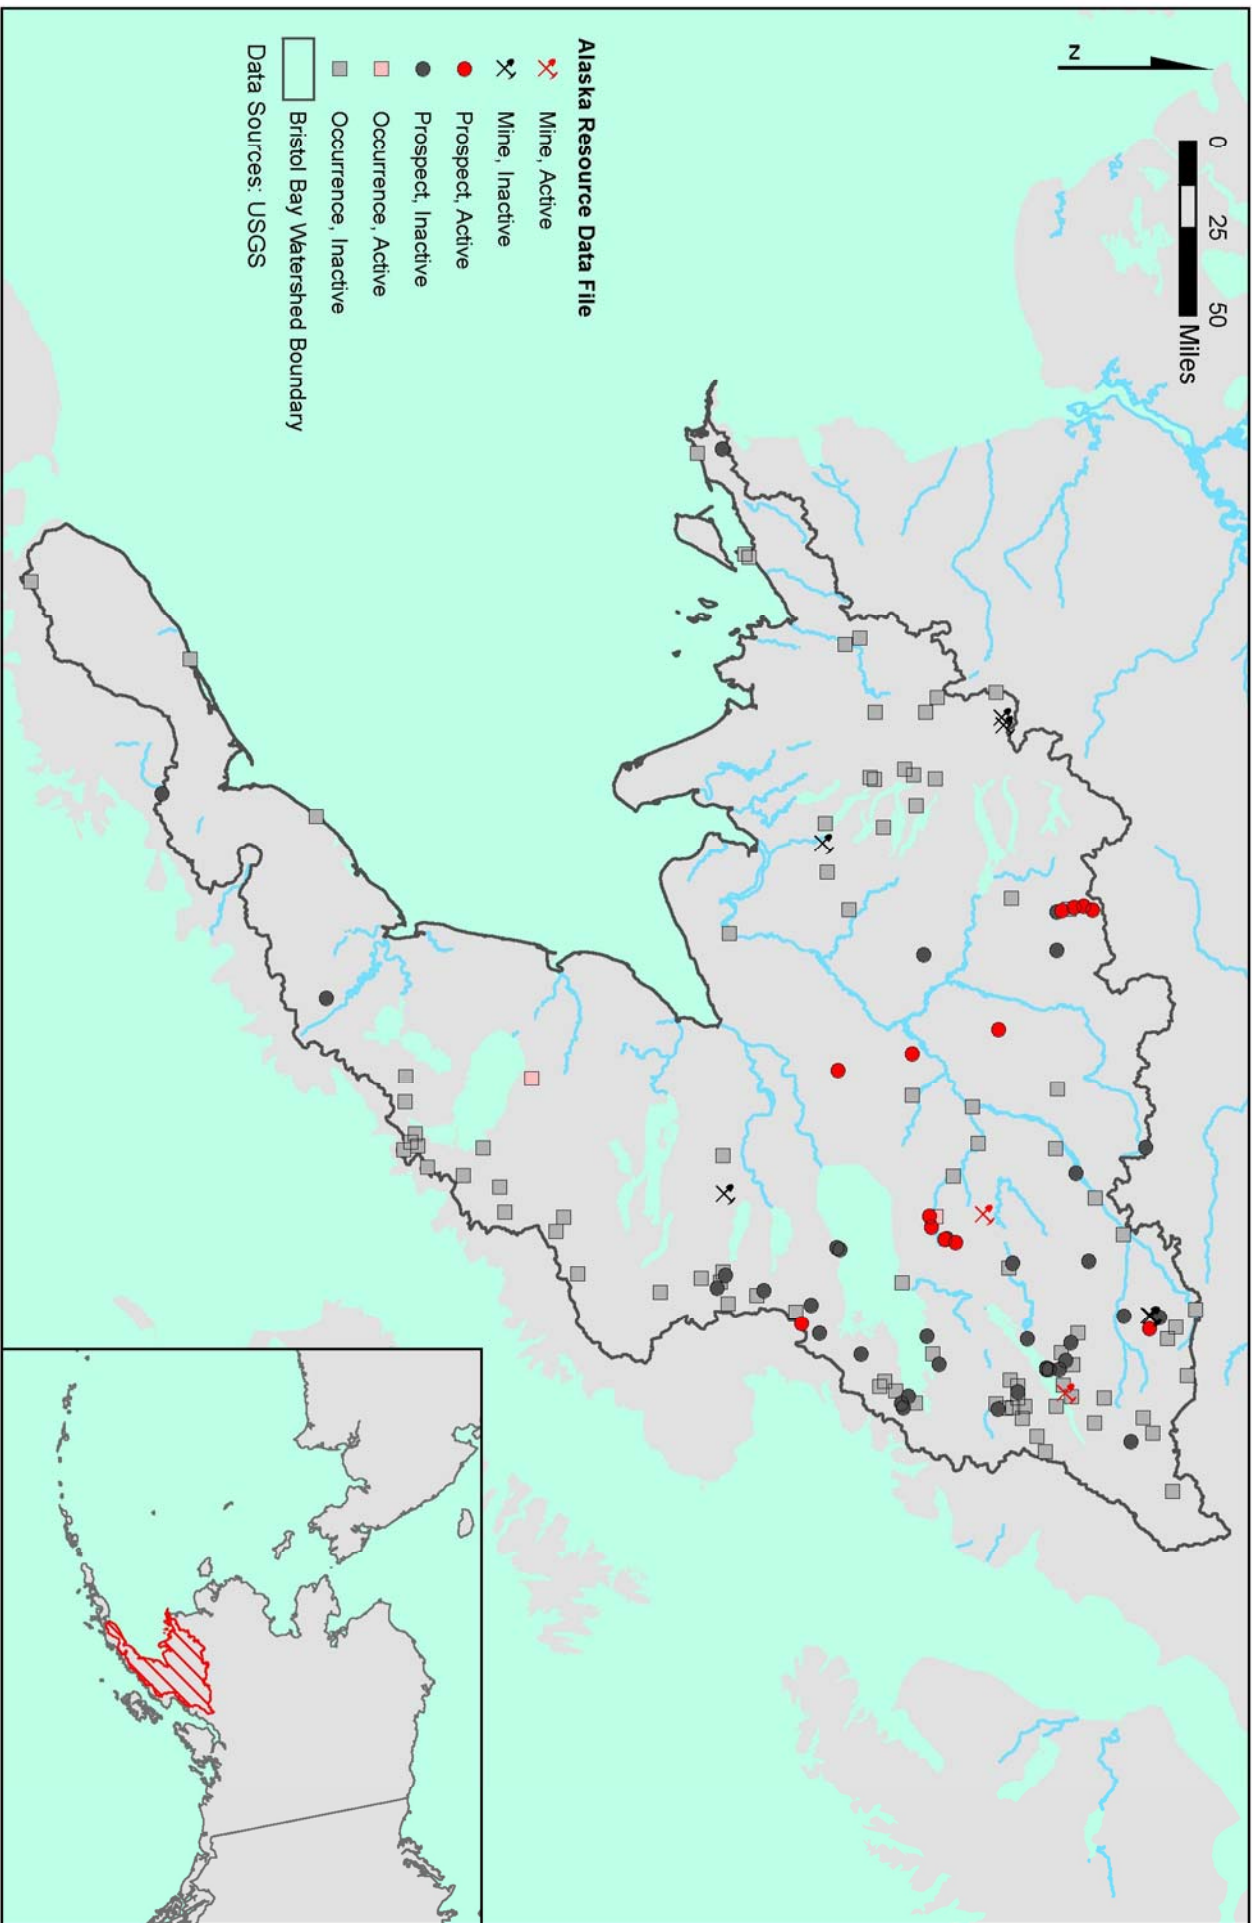 N
0 25 50
Miles
Alaska Resource Data File
Mine, Active
Mine, Inactive
Prospect, Active
Prospect, Inactive
Occurrence, Active
Occurrence, Inactive
Bristol Bay Watershed Boundary
Data Sources: USGS